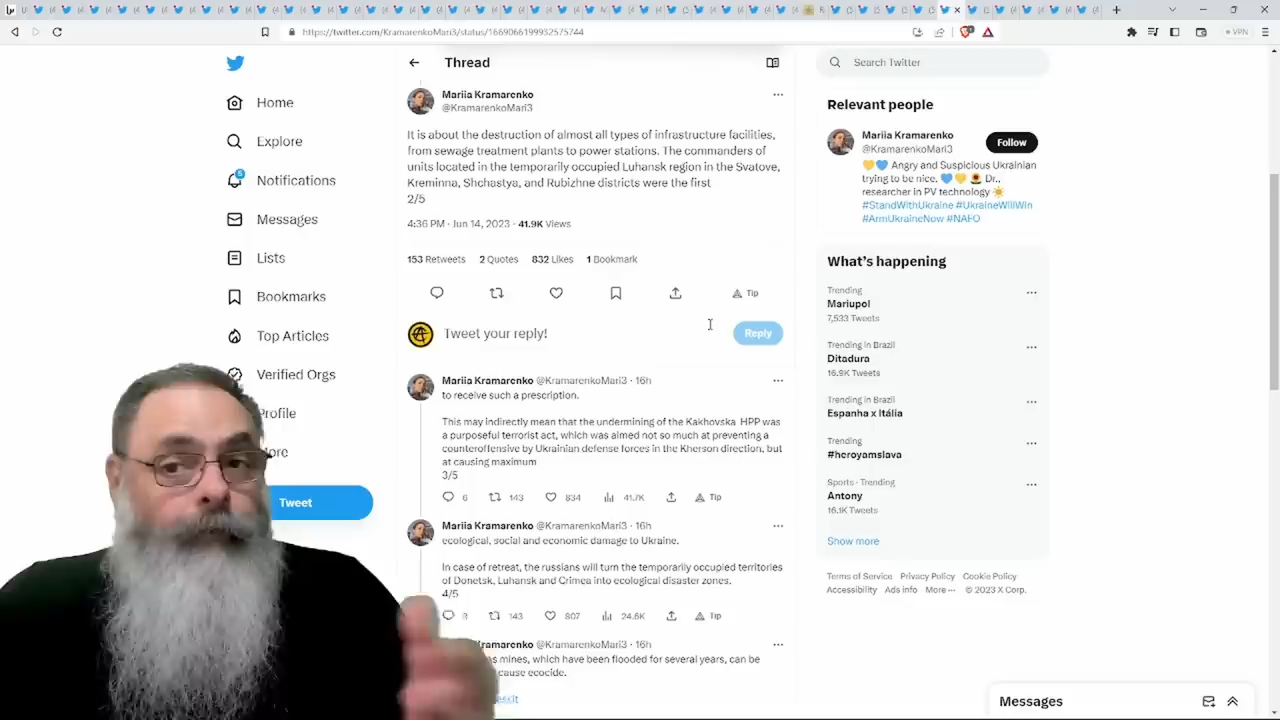 https://twitter.com/KramarenkoMari3/status/1669066199932575744
VPN
Home
Explore
6
Notifications
Messages
Lists
Bookmarks
Top Articles
Verified Orgs
Profile
Tweet
Thread
Mariia Kramarenko
@KramarenkoMari3
It is about the destruction of almost all types of infrastructure facilities,
from sewage treatment plants to power stations. The commanders of
units located in the temporarily occupied Luhansk region in the Svatove,
Kreminna, Shchastya, and Rubizhne districts were the first
2/5
4:36 PM · Jun 14, 2023 · 41.9K Views
153 Retweets 2 Quotes 832 Likes 1 Bookmark
Tip
Tweet your reply!
Reply
Mariia Kramarenko @KramarenkoMari3 · 16h
to receive such a prescription.
This may indirectly mean that the undermining of the Kakhovska HPP was
a purposeful terrorist act, which was aimed not so much at preventing a
counteroffensive by Ukrainian defense forces in the Kherson direction, but
at causing maximum
3/5
6 143 834 41.7K Tip
Mariia Kramarenko @KramarenkoMari3 · 16h
ecological, social and economic damage to Ukraine.
In case of retreat, the russians will turn the temporarily occupied territories
of Donetsk, Luhansk and Crimea into ecological disaster zones.
4/5
143 807 24.6K Tip
Kramarenko @KramarenkoMari3 · 16h
mines, which have been flooded for several years, can be
cause ecocide.
Search Twitter
Relevant people
Mariia Kramarenko
@KramarenkoMari3
Follow
💛💙 Angry and Suspicious Ukrainian
trying to be nice. 💙💛 🌻 Dr.,
researcher in PV technology ☀️
#StandWithUkraine #UkraineWillWin
#ArmUkraineNow #NAFO
What's happening
Trending
Mariupol
7,533 Tweets
Trending in Brazil
Ditadura
16.9K Tweets
Trending in Brazil
Espanha x Itália
Trending
#heroyamslava
Sports · Trending
Antony
16.1K Tweets
Show more
Terms of Service Privacy Policy Cookie Policy
Accessibility Ads info More ··· © 2023 X Corp.
Messages